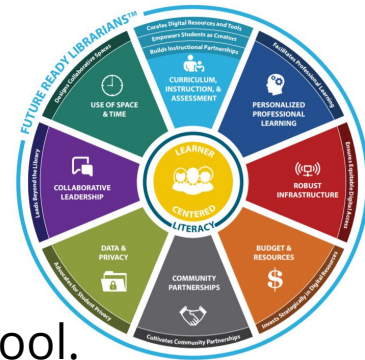 FUTURE READY LIBRARIANS™
Curates Digital Resources and Tools
Empowers Students as Creators
Builds Instructional Partnerships
CURRICULUM,
INSTRUCTION, &
ASSESSMENT
Facilitates Professional Learning
PERSONALIZED
PROFESSIONAL
LEARNING
Ensures Equitable Digital Access
ROBUST
INFRASTRUCTURE
Invests Strategically in Digital Resources
BUDGET &
RESOURCES
$
Cultivates Community Partnerships
COMMUNITY
PARTNERSHIPS
Advocates for Student Privacy
DATA &
PRIVACY
Leads Beyond the Library
COLLABORATIVE
LEADERSHIP
Designs Collaborative Spaces
USE OF SPACE
& TIME
LEARNER
CENTERED
LITERACY
ool.